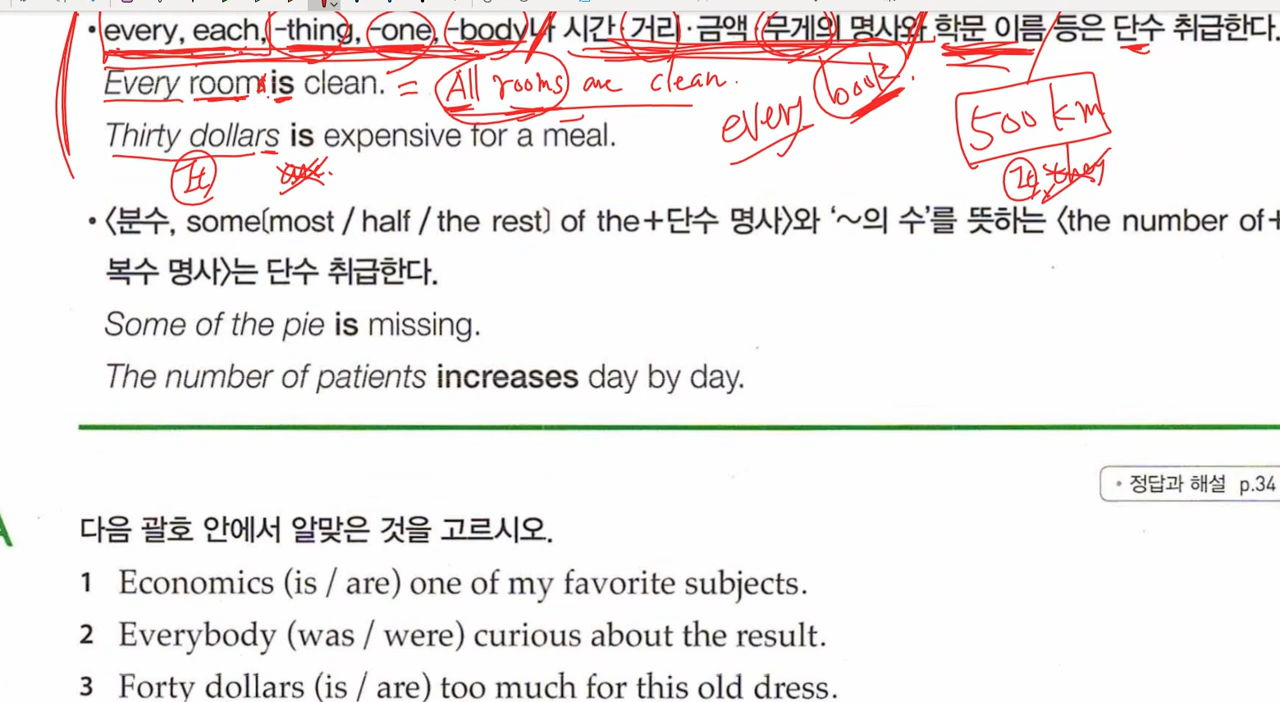 • every, each, -thing, -one, -body나 시간·거리·금액·무게의 명사와 학문 이름 등은 단수 취급한다.
Every room is clean. = All rooms are clean.
every book.
500 km
Thirty dollars is expensive for a meal.
It are.
It they
• 〈분수, some(most / half / the rest) of the+단수 명사〉와 '~의 수'를 뜻하는 〈the number of+
복수 명사〉는 단수 취급한다.
Some of the pie is missing.
The number of patients increases day by day.
• 정답과 해설 p.34
A
다음 괄호 안에서 알맞은 것을 고르시오.
1 Economics (is / are) one of my favorite subjects.
2 Everybody (was / were) curious about the result.
3 Forty dollars (is / are) too much for this old dress.